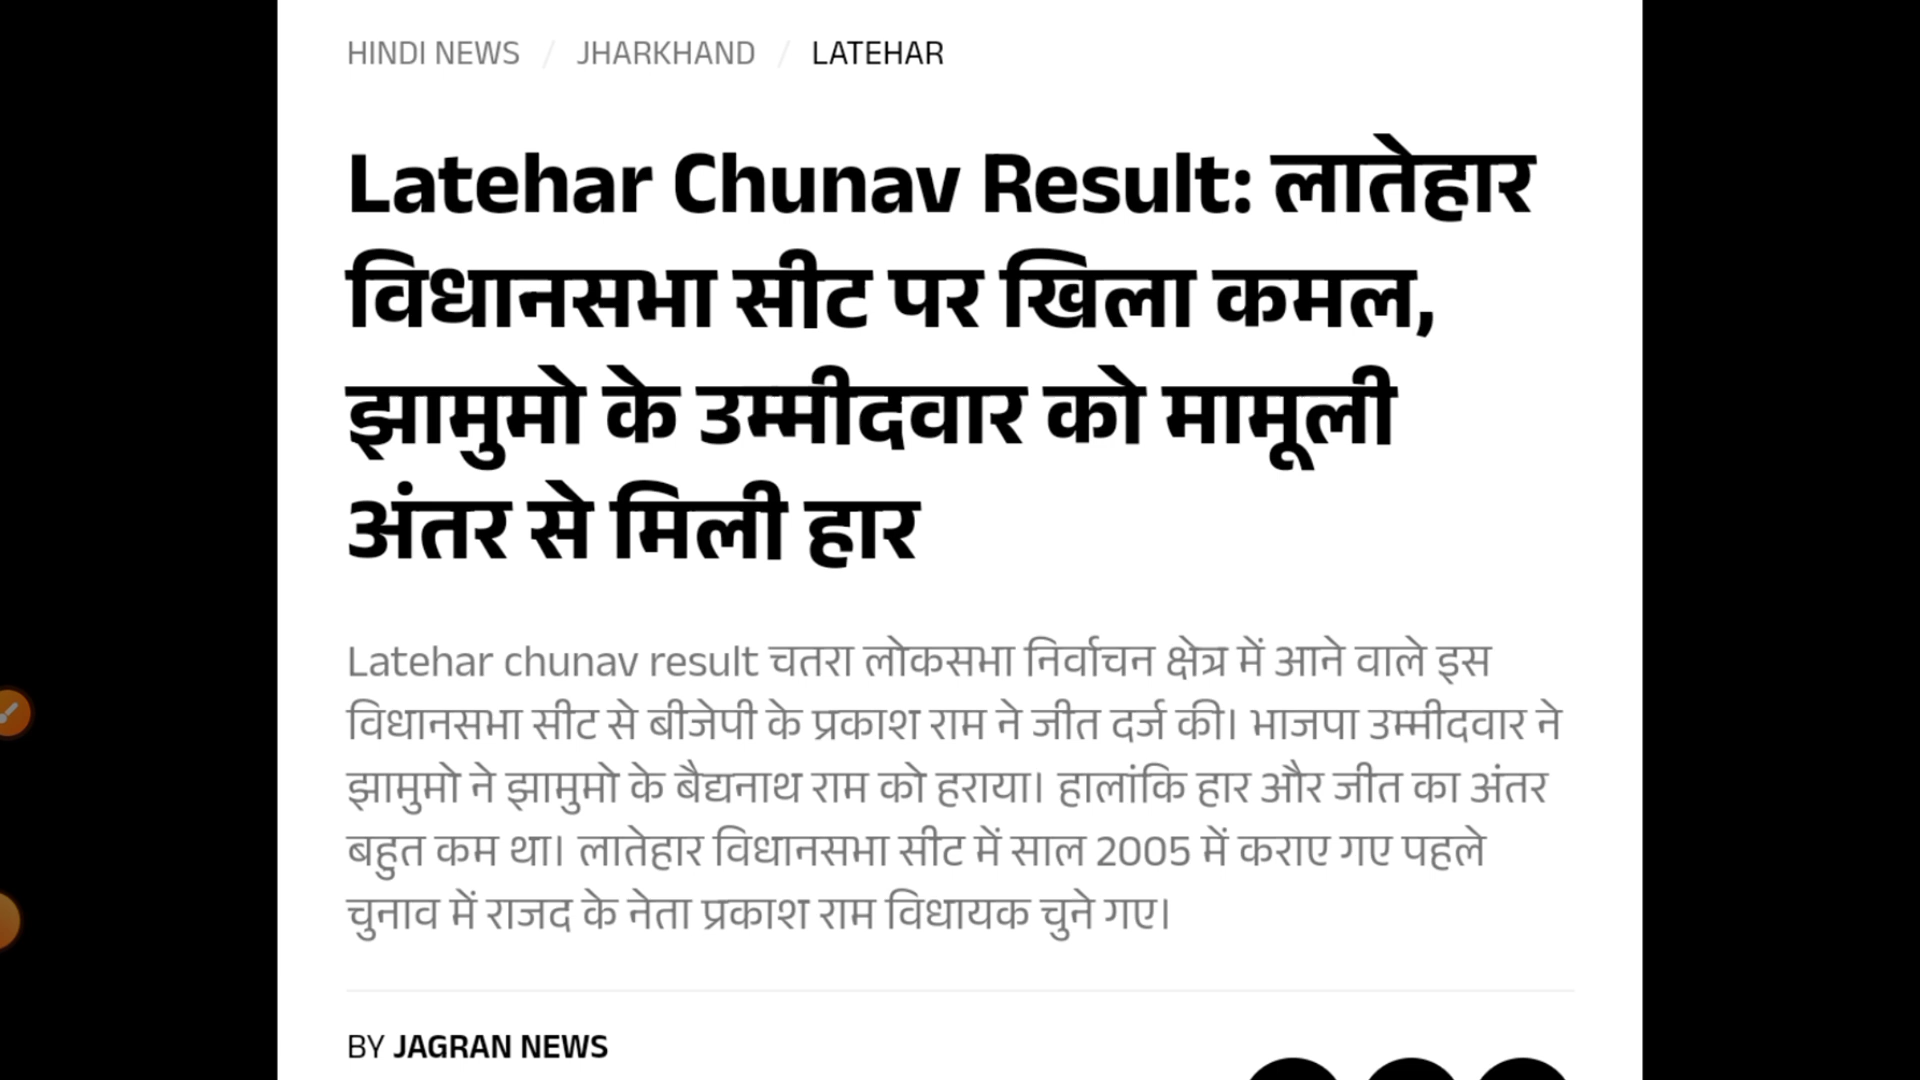 HINDI NEWS / JHARKHAND / LATEHAR
Latehar Chunav Result: लातेहार
विधानसभा सीट पर खिला कमल,
झामुमो के उम्मीदवार को मामूली
अंतर से मिली हार
Latehar chunav result चतरा लोकसभा निर्वाचन क्षेत्र में आने वाले इस
विधानसभा सीट से बीजेपी के प्रकाश राम ने जीत दर्ज की। भाजपा उम्मीदवार ने
झामुमो ने झामुमो के बैद्यनाथ राम को हराया। हालांकि हार और जीत का अंतर
बहुत कम था। लातेहार विधानसभा सीट में साल 2005 में कराए गए पहले
चुनाव में राजद के नेता प्रकाश राम विधायक चुने गए।
BY JAGRAN NEWS